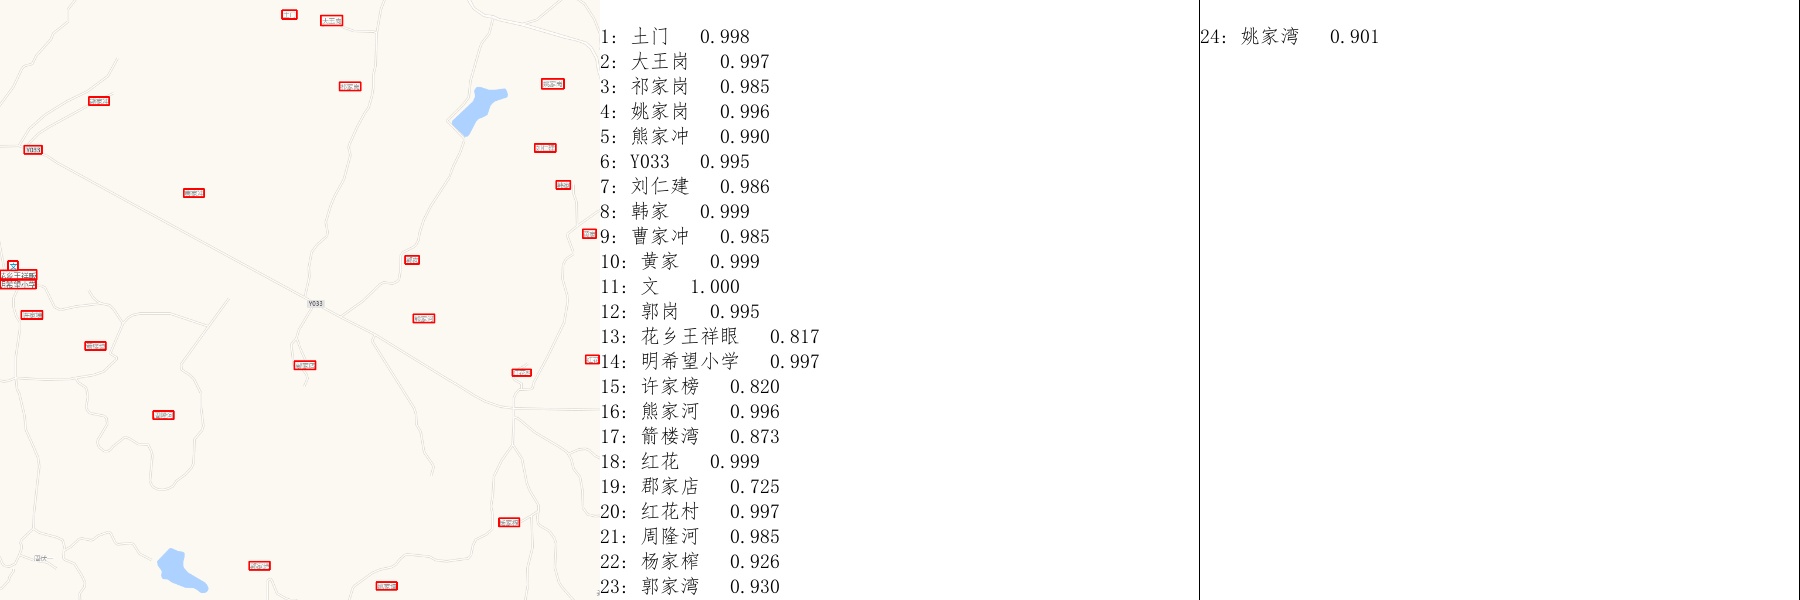 Y033
Y033
1: 土门 0.998
2: 大王岗 0.997
3: 祁家岗 0.985
4: 姚家岗 0.996
5: 熊家冲 0.990
6: Y033 0.995
7: 刘仁建 0.986
8: 韩家 0.999
9: 曹家冲 0.985
10: 黄家 0.999
11: 文 1.000
12: 郭岗 0.995
13: 花乡王祥眼 0.817
14: 明希望小学 0.997
15: 许家榜 0.820
16: 熊家河 0.996
17: 箭楼湾 0.873
18: 红花 0.999
19: 郡家店 0.725
20: 红花村 0.997
21: 周隆河 0.985
22: 杨家榨 0.926
23: 郭家湾 0.930
24: 姚家湾 0.901